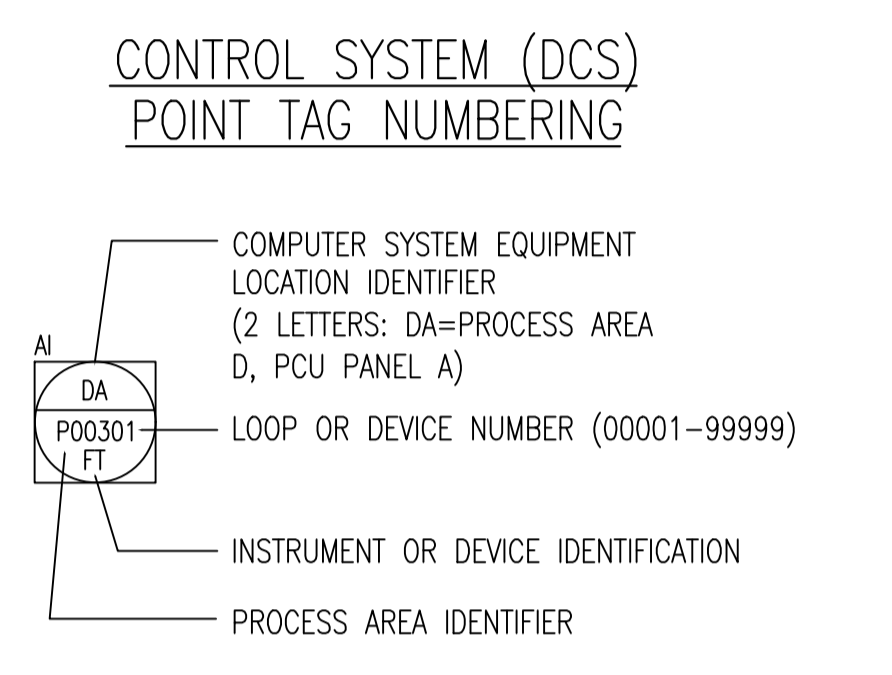 CONTROL SYSTEM (DCS)
POINT TAG NUMBERING
COMPUTER SYSTEM EQUIPMENT
LOCATION IDENTIFIER
(2 LETTERS: DA=PROCESS AREA
D, PCU PANEL A)
AI
DA
P00301
FT
LOOP OR DEVICE NUMBER (00001-99999)
INSTRUMENT OR DEVICE IDENTIFICATION
PROCESS AREA IDENTIFIER